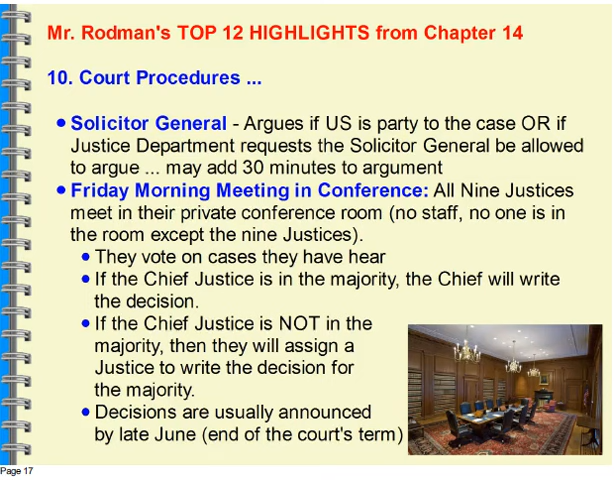 Mr. Rodman's TOP 12 HIGHLIGHTS from Chapter 14
10. Court Procedures ...
• Solicitor General - Argues if US is party to the case OR if
Justice Department requests the Solicitor General be allowed
to argue ... may add 30 minutes to argument
• Friday Morning Meeting in Conference: All Nine Justices
meet in their private conference room (no staff, no one is in
the room except the nine Justices).
• They vote on cases they have hear
• If the Chief Justice is in the majority, the Chief will write
the decision.
• If the Chief Justice is NOT in the
majority, then they will assign a
Justice to write the decision for
the majority.
• Decisions are usually announced
by late June (end of the court's term)
Page 17